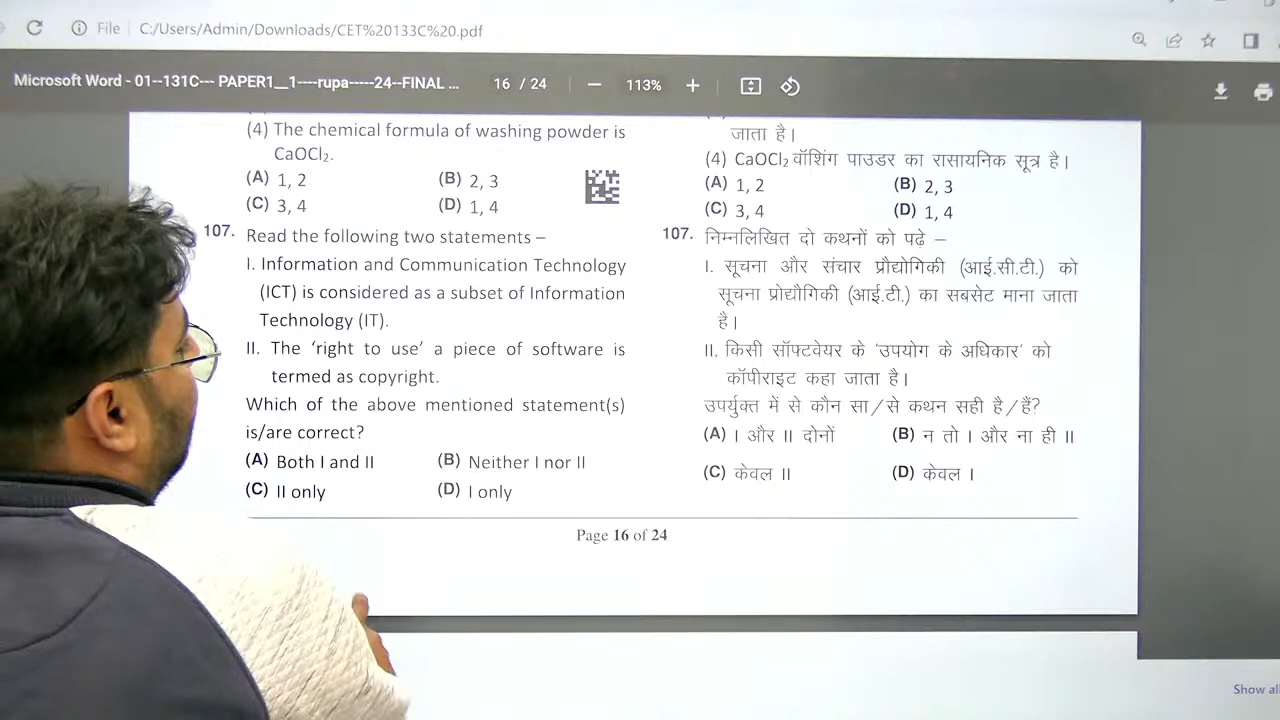 File
C:/Users/Admin/Downloads/CET%20133C%20.pdf
Microsoft Word - 01--131C--- PAPER1__1----rupa-----24--FINAL ...
16 / 24
113%
(4) The chemical formula of washing powder is
CaOCl₂.
(A) 1, 2
(B) 2, 3
(C) 3, 4
(D) 1, 4
107. Read the following two statements –
I. Information and Communication Technology
(ICT) is considered as a subset of Information
Technology (IT).
II. The ‘right to use’ a piece of software is
termed as copyright.
Which of the above mentioned statement(s)
is/are correct?
(A) Both I and II
(B) Neither I nor II
(C) II only
(D) I only
जाता है।
(4) CaOCl₂ वॉशिंग पाउडर का रासायनिक सूत्र है।
(A) 1, 2
(B) 2, 3
(C) 3, 4
(D) 1, 4
107. निम्नलिखित दो कथनों को पढ़े –
I. सूचना और संचार प्रौद्योगिकी (आई.सी.टी.) को
सूचना प्रोद्यौगिकी (आई.टी.) का सबसेट माना जाता
है।
II. किसी सॉफ्टवेयर के ‘उपयोग के अधिकार’ को
कॉपीराइट कहा जाता है।
उपर्युक्त में से कौन सा/से कथन सही है/हैं?
(A) I और II दोनों
(B) न तो I और ना ही II
(C) केवल II
(D) केवल I
Page 16 of 24
Show all